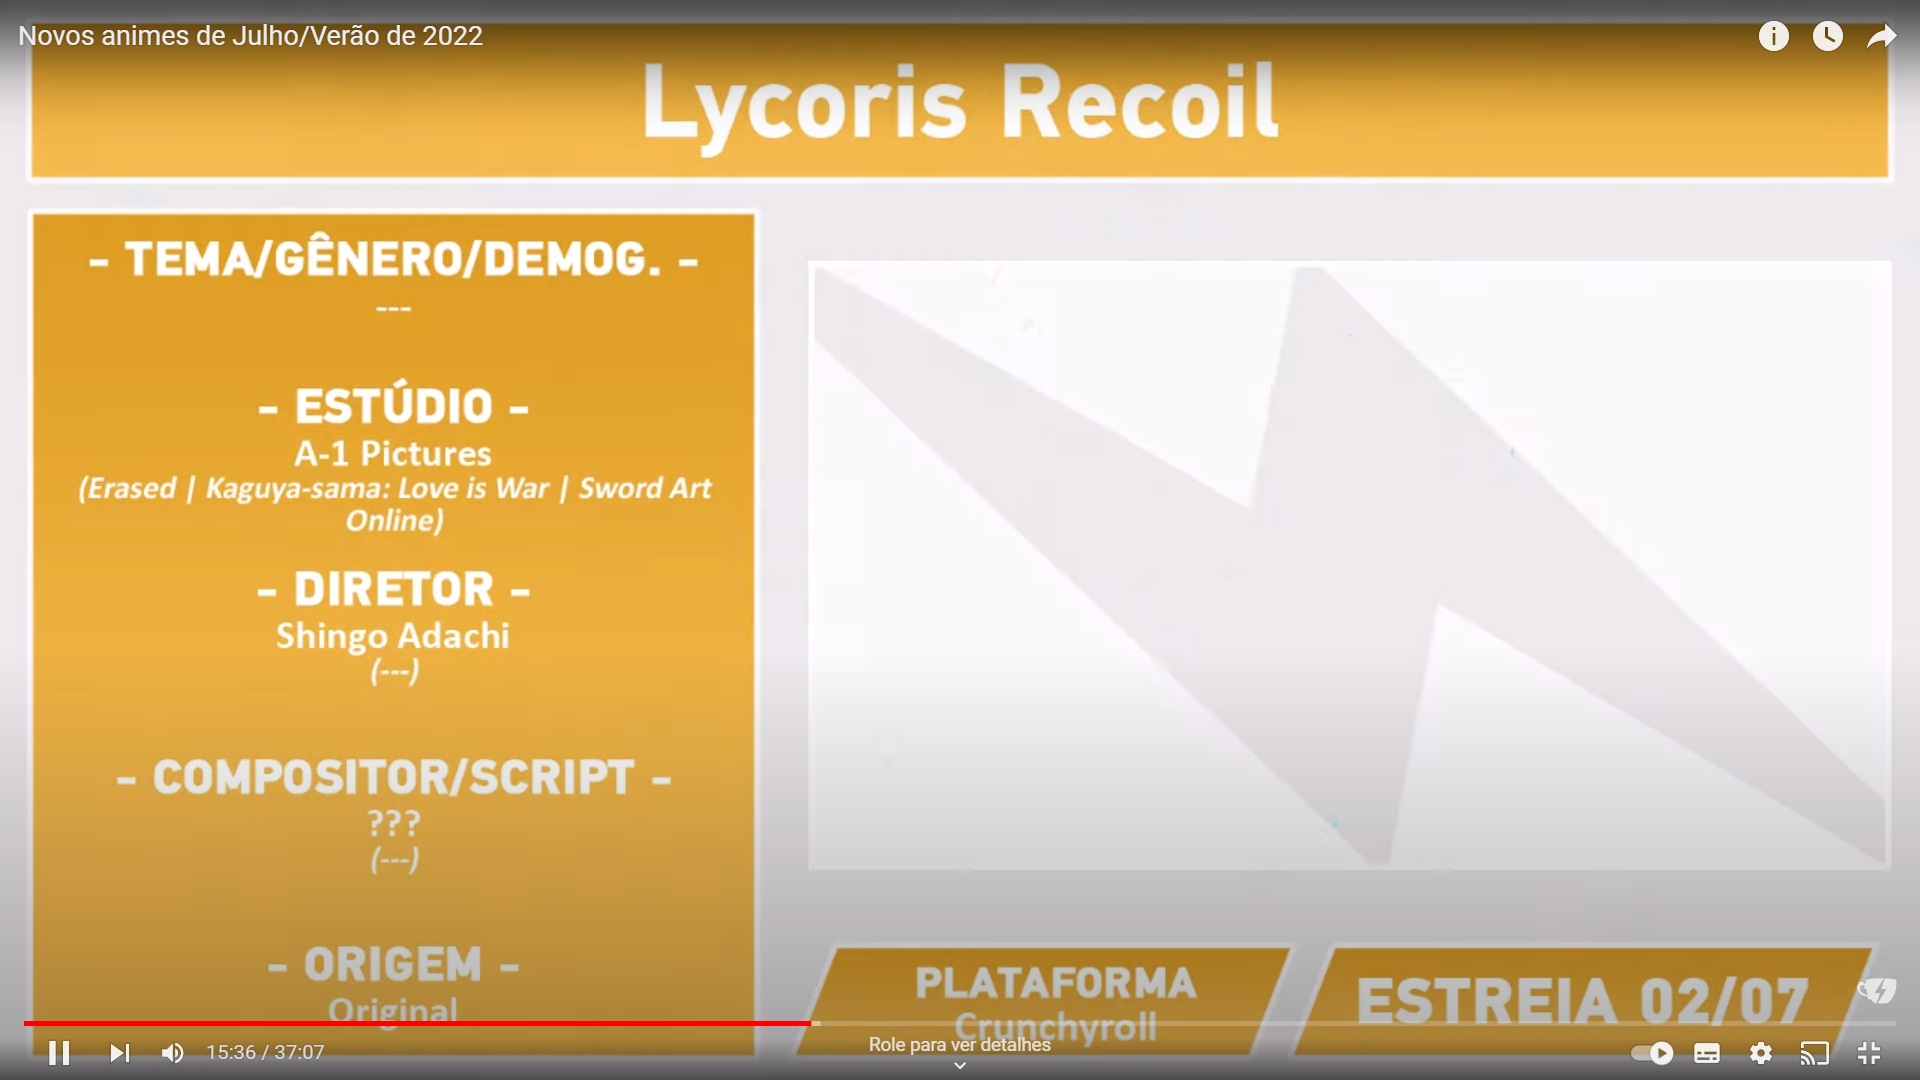 Novos animes de Julho/Verão de 2022
Lycoris Recoil
- TEMA/GÊNERO/DEMOG. -
---
- ESTÚDIO -
A-1 Pictures
(Erased | Kaguya-sama: Love is War | Sword Art
Online)
- DIRETOR -
Shingo Adachi
(---)
- COMPOSITOR/SCRIPT -
???
(---)
- ORIGEM -
Original
PLATAFORMA
Crunchyroll
ESTREIA 02/07
15:36 / 37:07
Role para ver detalhes